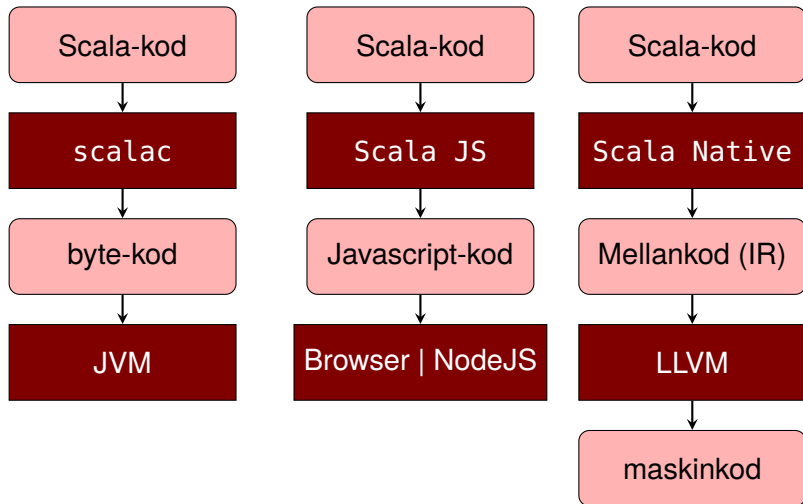 Scala-kod
scalac
byte-kod
JVM
Scala-kod
Scala JS
Javascript-kod
Browser | NodeJS
Scala-kod
Scala Native
Mellankod (IR)
LLVM
maskinkod